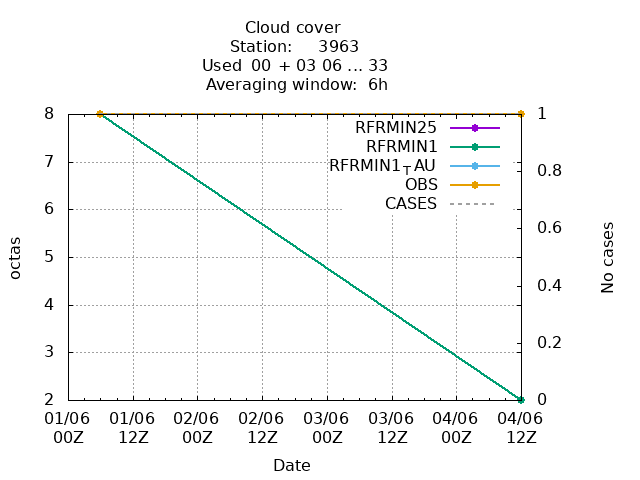 Cloud cover
Station: 3963
Used 00 + 03 06 ... 33
Averaging window: 6h
8
7
6
5
4
3
2
octas
1
0.8
0.6
0.4
0.2
0
No cases
RFRMIN25
RFRMIN1
RFRMIN1TAU
OBS
CASES
01/06 01/06 02/06 02/06 03/06 03/06 04/06 04/06
00Z 12Z 00Z 12Z 00Z 12Z 00Z 12Z
Date